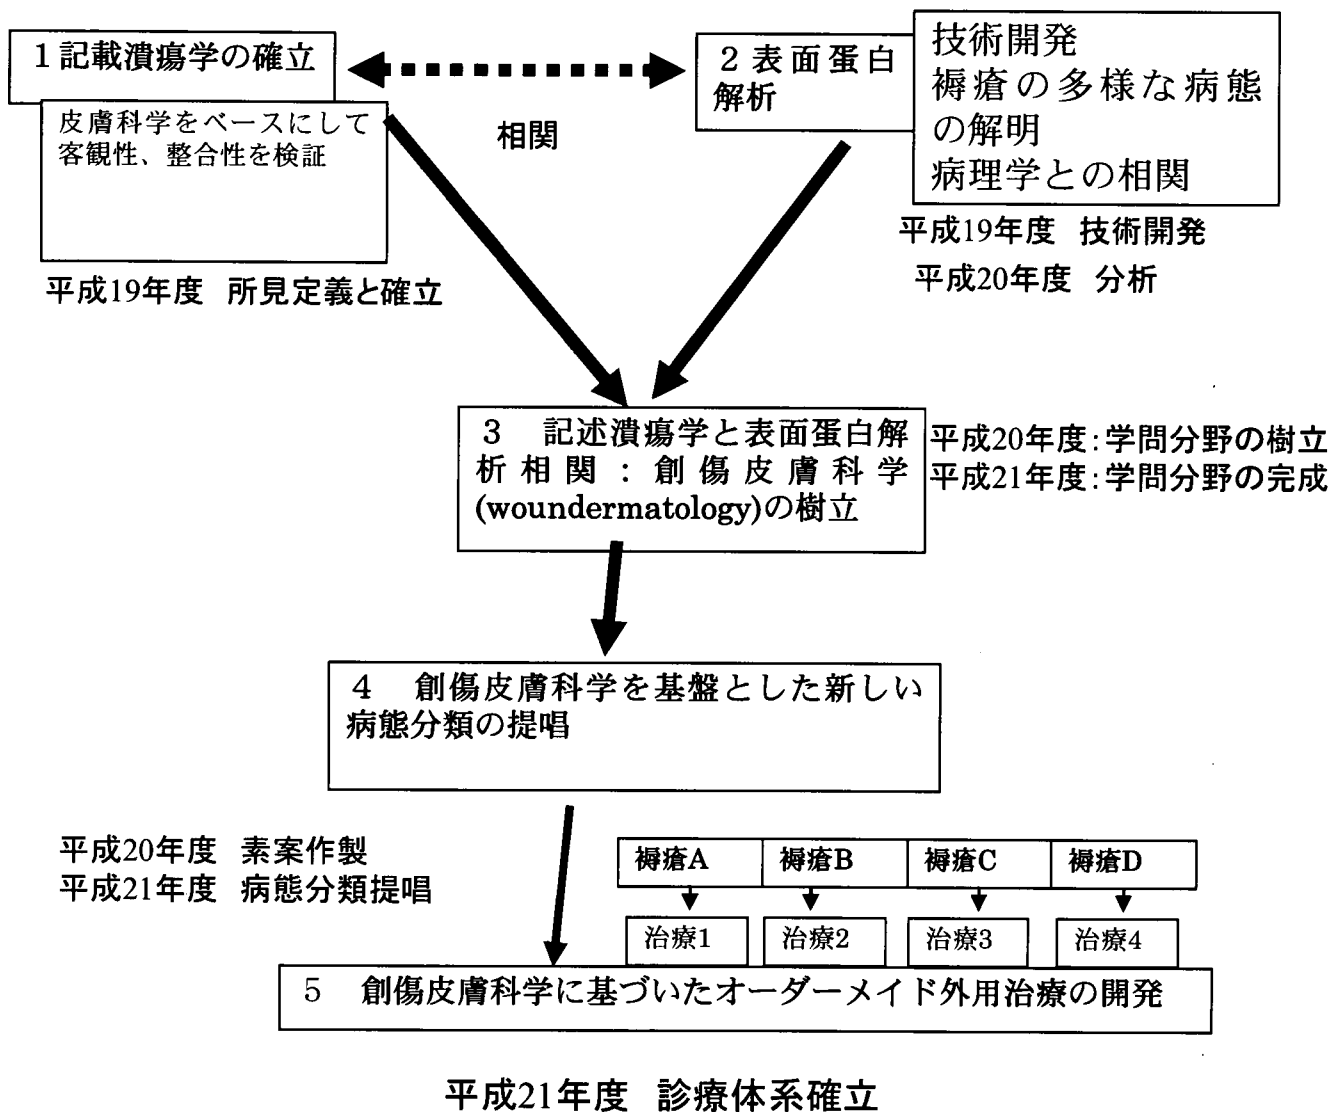 1記載潰瘍学の確立
皮膚科学をベースにして
客観性、整合性を検証
平成19年度 所見定義と確立
相関
2表面蛋白
解析
技術開発
褥瘡の多様な病態
の解明
病理学との相関
平成19年度 技術開発
平成20年度 分析
3 記述潰瘍学と表面蛋白解
析相関:創傷皮膚科学
(woundermatology)の樹立
平成20年度:学問分野の樹立
平成21年度:学問分野の完成
4 創傷皮膚科学を基盤とした新しい
病態分類の提唱
平成20年度 素案作製
平成21年度 病態分類提唱
褥瘡A 褥瘡B 褥瘡C 褥瘡D
治療1 治療2 治療3 治療4
5 創傷皮膚科学に基づいたオーダーメイド外用治療の開発
平成21年度 診療体系確立